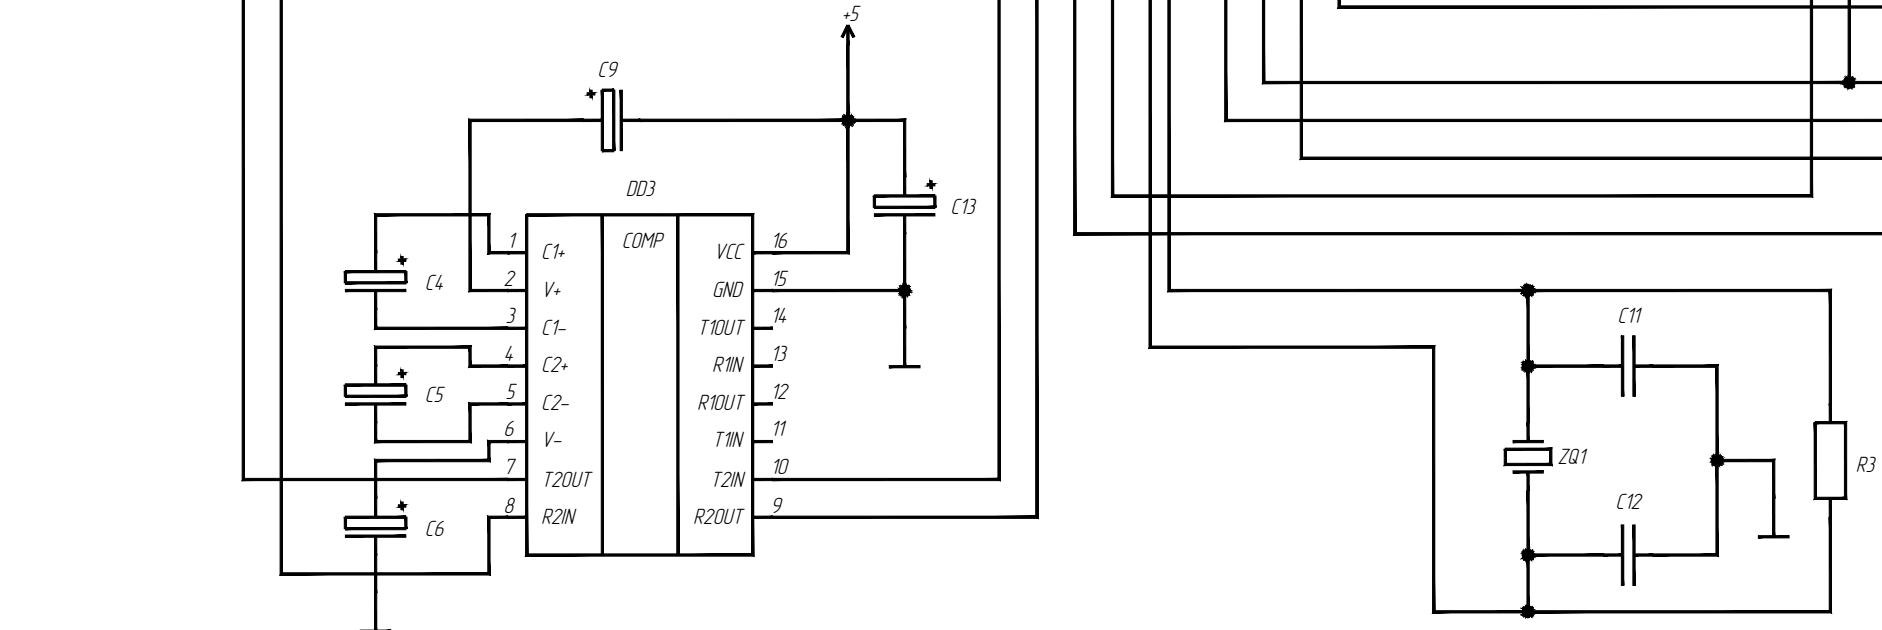 +5
C9
DD3
COMP
C13
C4
C5
C6
1 C1+ VCC 16
2 V+ GND 15
3 C1- T1OUT 14
4 C2+ R1IN 13
5 C2- R1OUT 12
6 V- T1IN 11
7 T2OUT T2IN 10
8 R2IN R2OUT 9
C11
ZQ1
R3
C12